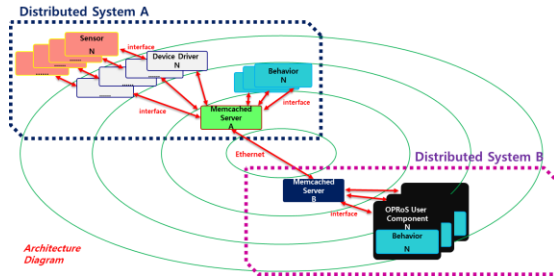 Distributed System A
Sensor
N
......
......
interface
Device Driver
N
......
......
Behavior
N
interface
interface
Memcached
Server
A
Ethernet
Distributed System B
Memcached
Server
B
interface
OPRoS User
Component
N
Behavior
N
Architecture
Diagram